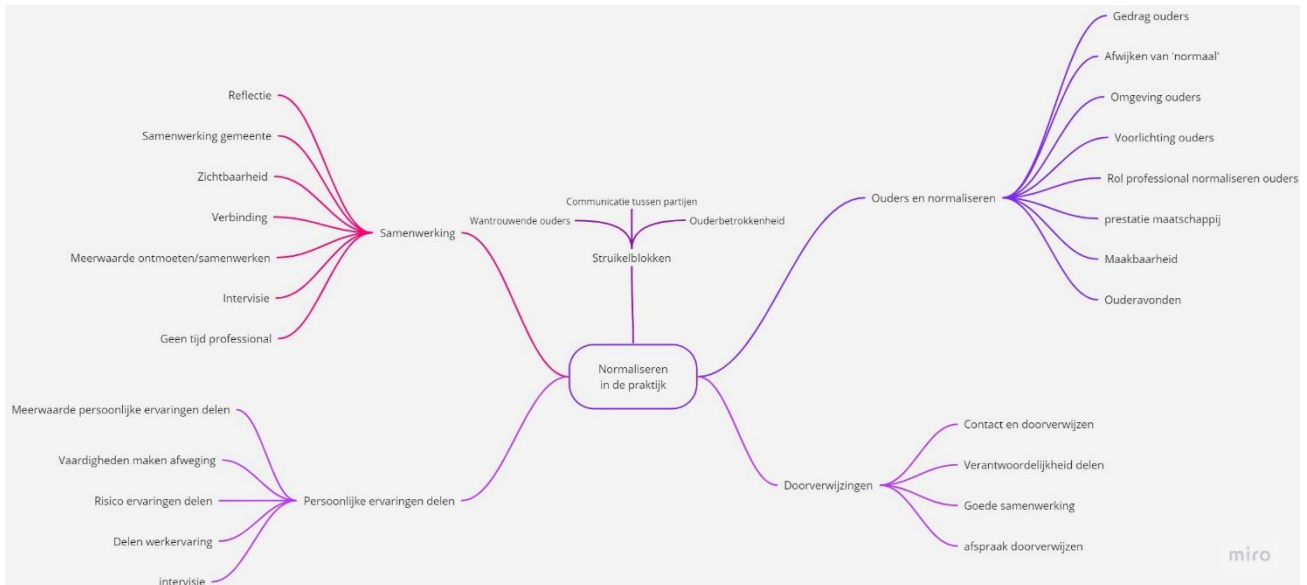 Gedrag ouders
Afwijken van 'normaal'
Omgeving ouders
Voorlichting ouders
Rol professional normaliseren ouders
prestatie maatschappij
Maakbaarheid
Ouderavonden
Ouders en normaliseren
Reflectie
Samenwerking gemeente
Zichtbaarheid
Verbinding
Meerwaarde ontmoeten/samenwerken
Intervisie
Geen tijd professional
Samenwerking
Communicatie tussen partijen
Wantrouwende ouders
Ouderbetrokkenheid
Struikelblokken
Normaliseren
in de praktijk
Meerwaarde persoonlijke ervaringen delen
Vaardigheden maken afweging
Risico ervaringen delen
Delen werkervaring
intervisie
Persoonlijke ervaringen delen
Doorverwijzingen
Contact en doorverwijzen
Verantwoordelijkheid delen
Goede samenwerking
afspraak doorverwijzen
miro